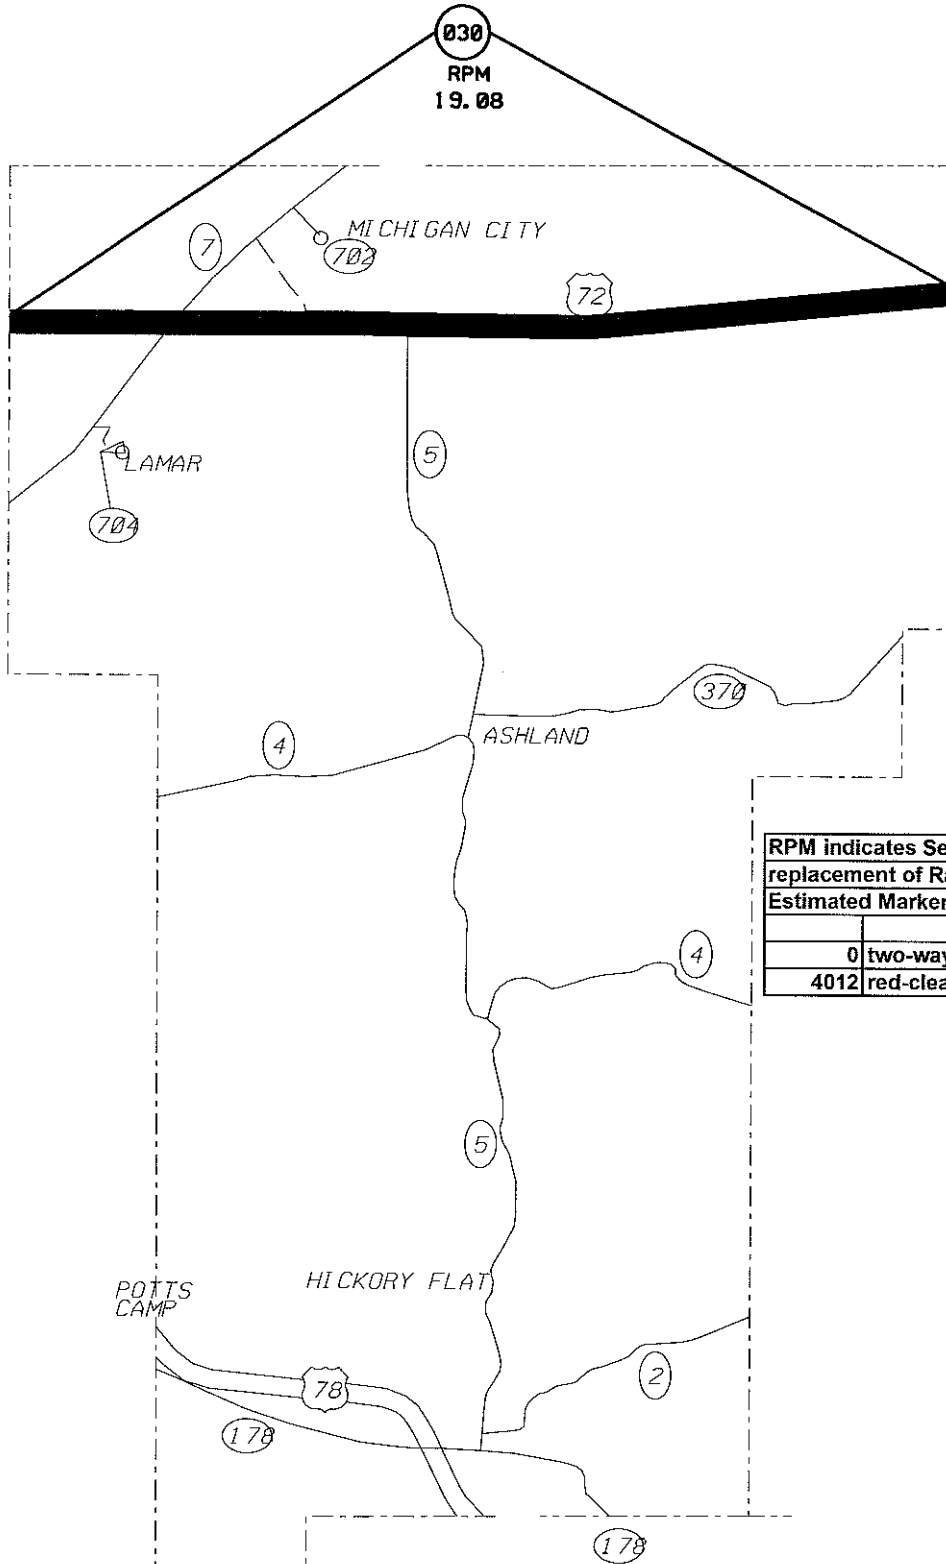 030
RPM
19.08
MICHIGAN CITY
7
702
72
5
LAMAR
704
370
ASHLAND
4
RPM indicates Se
replacement of Ra
Estimated Marker
4
0 two-way
4012 red-clea
5
HICKORY FLAT
POTTS
CAMP
2
78
178
178